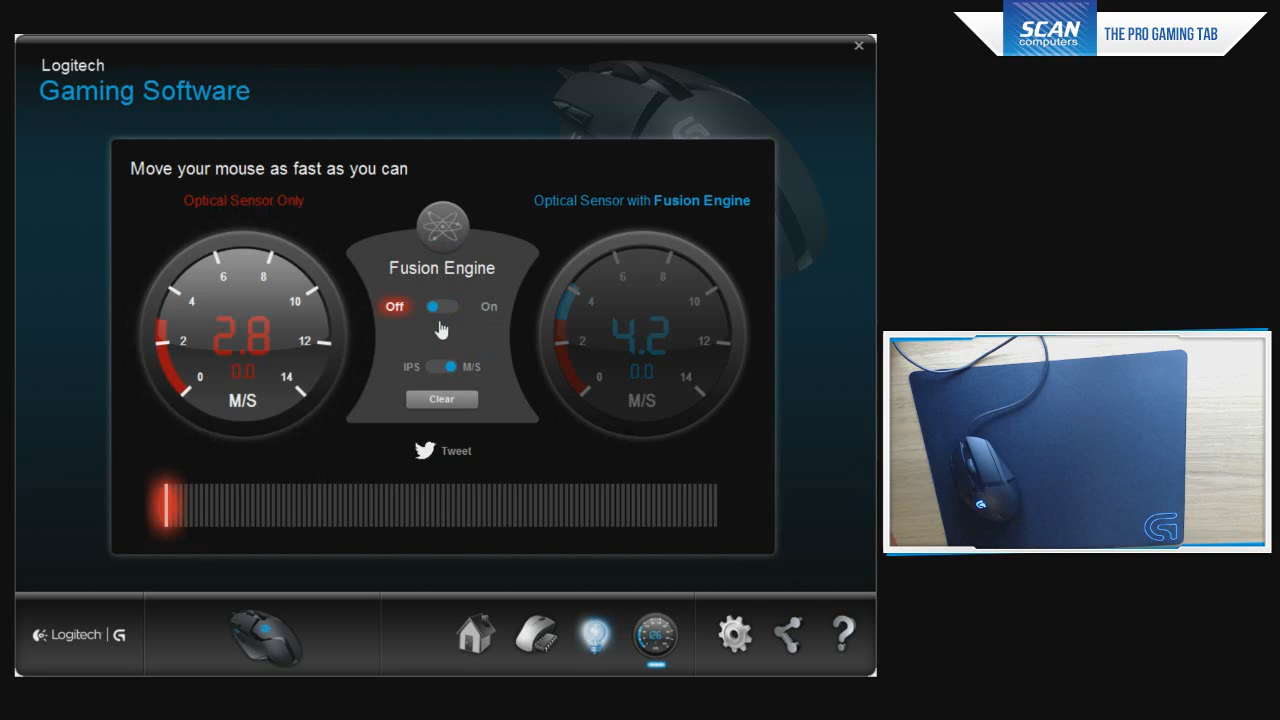 SCAN
computers
THE PRO GAMING TAB
Logitech
Gaming Software
Move your mouse as fast as you can
Optical Sensor Only
Optical Sensor with Fusion Engine
Fusion Engine
Off
On
IPS
M/S
Clear
Tweet
0
2
4
6
8
10
12
14
2.8
0.0
M/S
0
2
4
6
8
10
12
14
4.2
0.0
M/S
Logitech | G
126
G